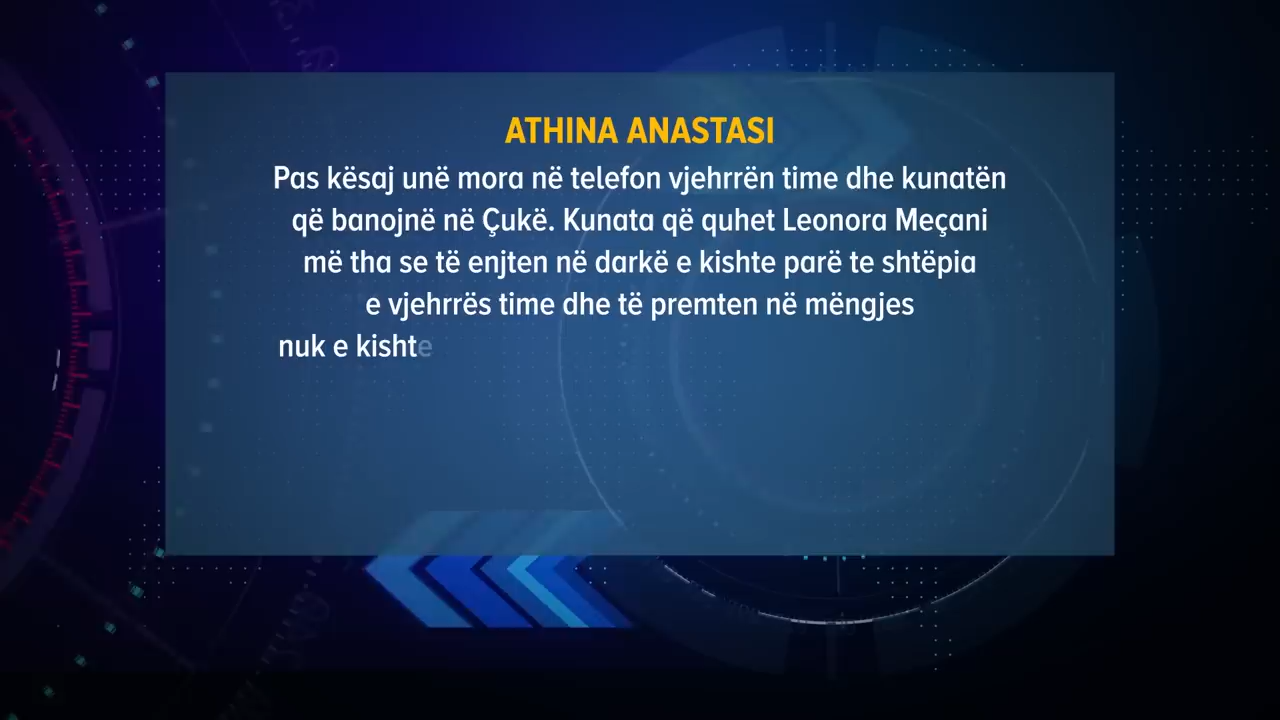 ATHINA ANASTASI
Pas kësaj unë mora në telefon vjehrrën time dhe kunatën
që banojnë në Çukë. Kunata që quhet Leonora Meçani
më tha se të enjten në darkë e kishte parë te shtëpia
e vjehrrës time dhe të premten në mëngjes
nuk e kishte